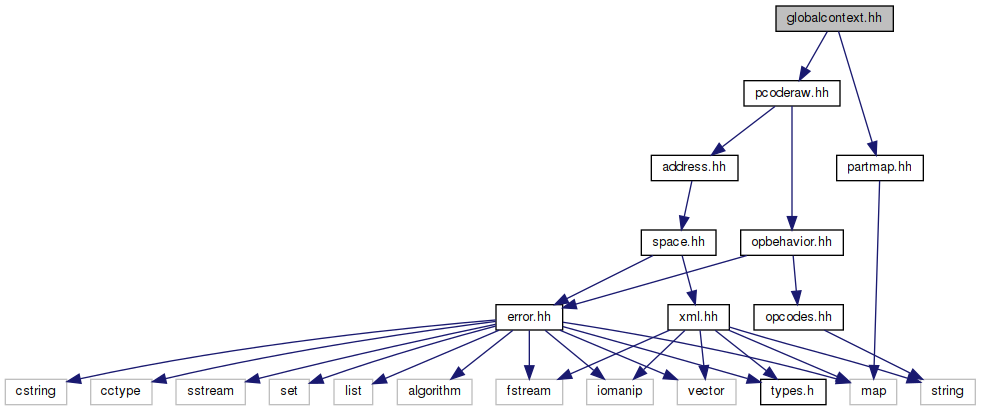 globalcontext.hh
pcoderaw.hh
address.hh
partmap.hh
space.hh
opbehavior.hh
error.hh
xml.hh
opcodes.hh
cstring
cctype
sstream
set
list
algorithm
fstream
iomanip
vector
types.h
map
string